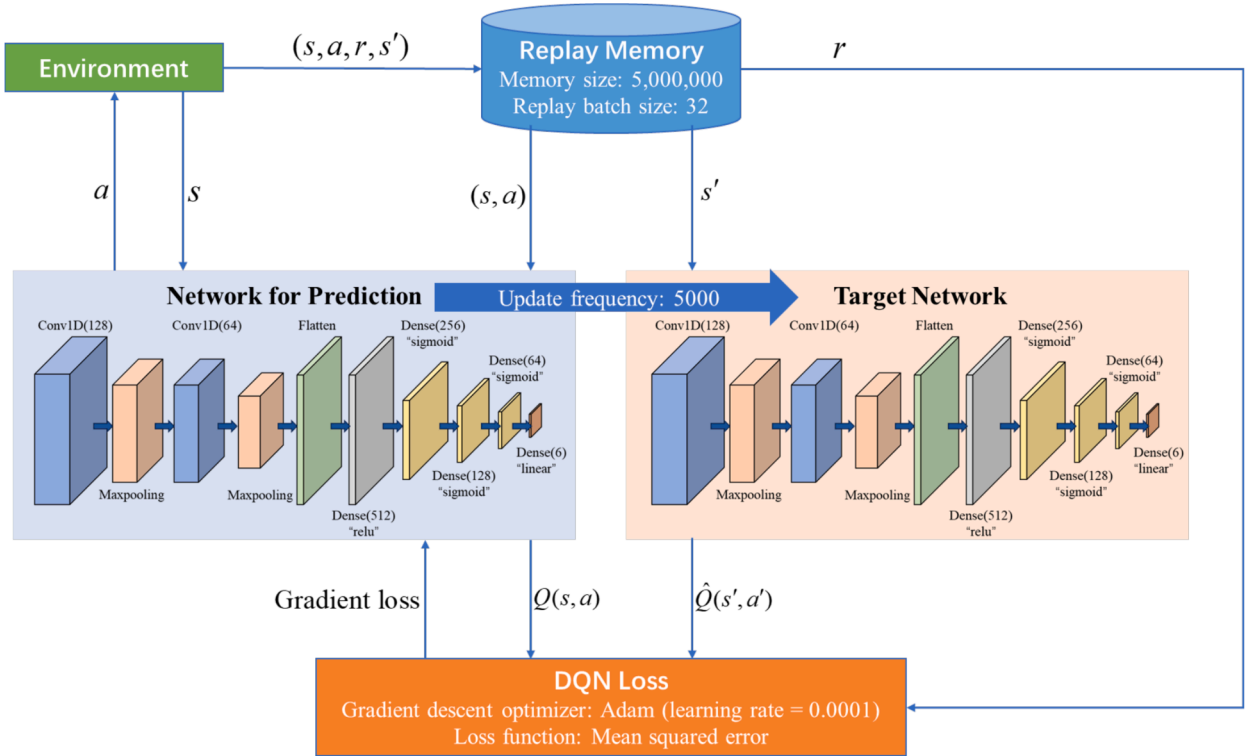 Environment
(s, a, r, s′)
Replay Memory
Memory size: 5,000,000
Replay batch size: 32
r
a
s
(s, a)
s′
Network for Prediction
Update frequency: 5000
Target Network
Conv1D(128)
Conv1D(64)
Flatten
Dense(256)
“sigmoid”
Dense(64)
“sigmoid”
Maxpooling
Maxpooling
Dense(512)
“relu”
Dense(128)
“sigmoid”
Dense(6)
“linear”
Conv1D(128)
Conv1D(64)
Flatten
Dense(256)
“sigmoid”
Dense(64)
“sigmoid”
Maxpooling
Maxpooling
Dense(512)
“relu”
Dense(128)
“sigmoid”
Dense(6)
“linear”
Gradient loss
Q(s, a)
Q̂(s′, a′)
DQN Loss
Gradient descent optimizer: Adam (learning rate = 0.0001)
Loss function: Mean squared error